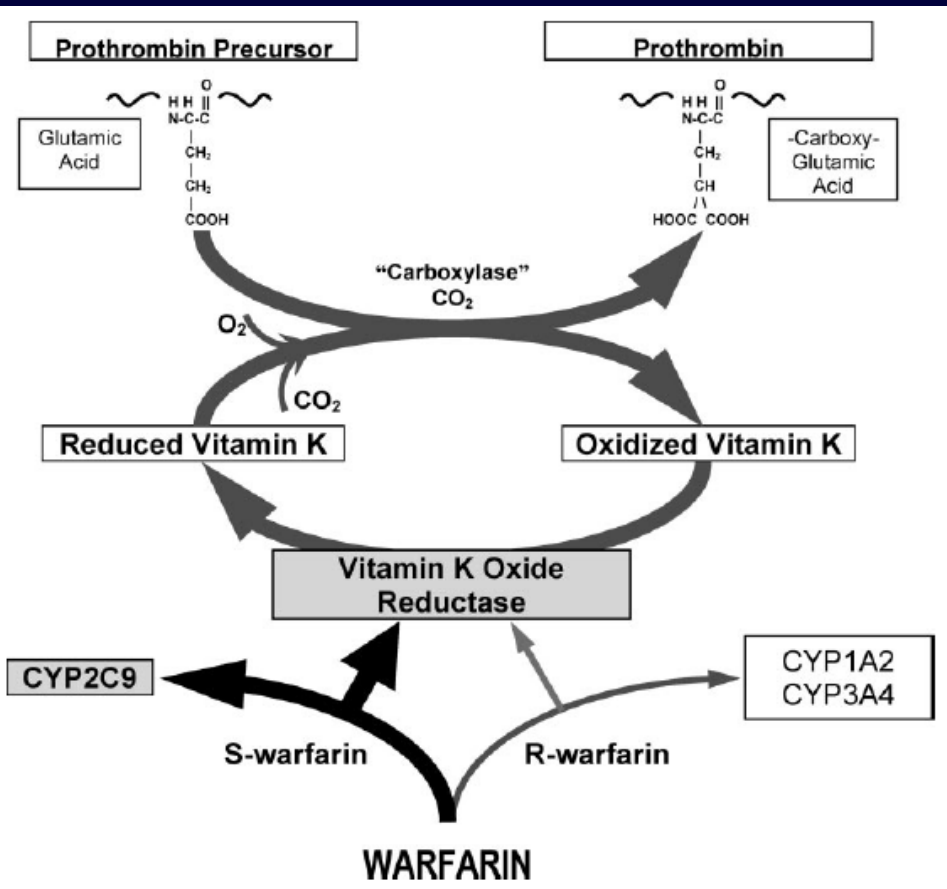 Prothrombin Precursor
Prothrombin
O
H H ||
N-C-C
|
CH₂
|
CH₂
|
COOH
Glutamic
Acid
O
H H ||
N-C-C
|
CH₂
|
CH
/\
HOOC COOH
-Carboxy-
Glutamic
Acid
“Carboxylase”
CO₂
O₂
CO₂
Reduced Vitamin K
Oxidized Vitamin K
Vitamin K Oxide
Reductase
CYP2C9
CYP1A2
CYP3A4
S-warfarin
R-warfarin
WARFARIN